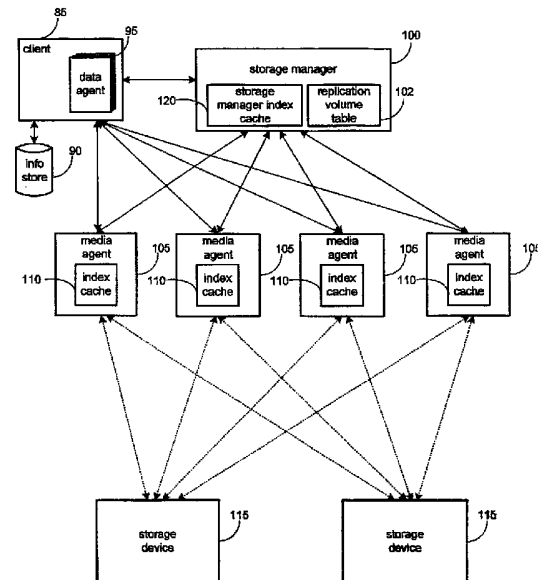 85
95
client
data
agent
100
storage manager
120
storage
manager index
cache
replication
volume
table
102
90
info
store
media
agent
105
110
index
cache
media
agent
105
110
index
cache
media
agent
105
110
index
cache
media
agent
105
110
index
cache
storage
device
115
storage
device
115